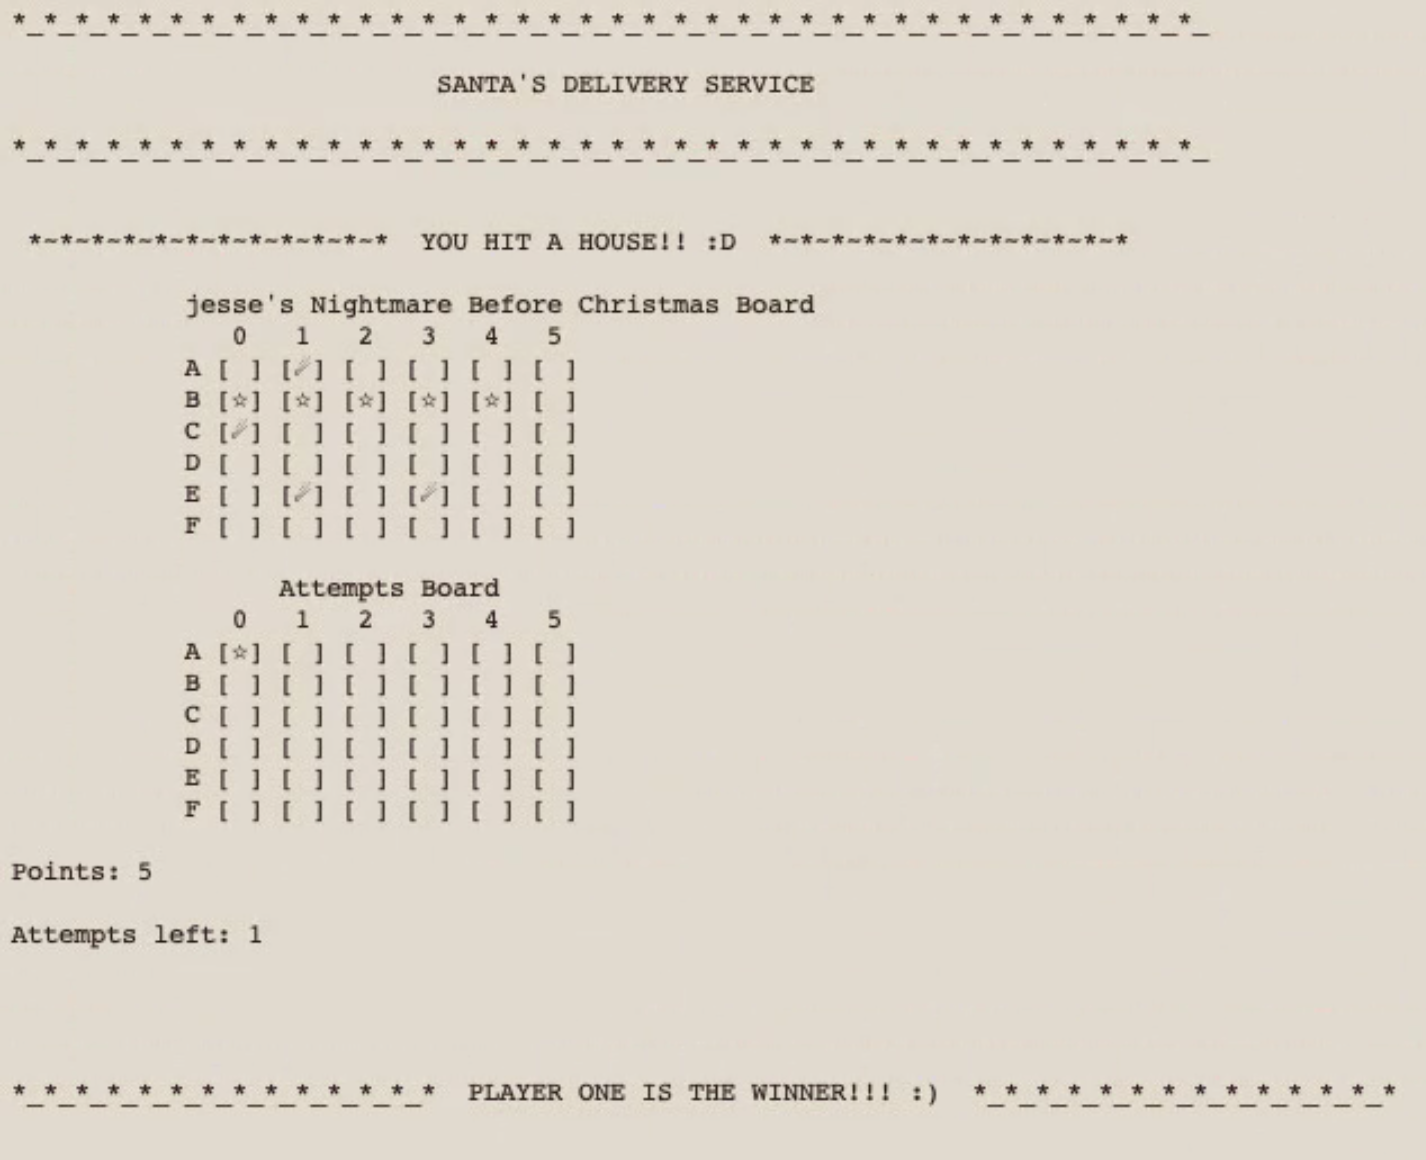 *_*_*_*_*_*_*_*_*_*_*_*_*_*_*_*_*_*_*_*_*_*_*_*_*_*_*_*_*_*_*_*_*_*_*_*_*_*_
SANTA'S DELIVERY SERVICE
*_*_*_*_*_*_*_*_*_*_*_*_*_*_*_*_*_*_*_*_*_*_*_*_*_*_*_*_*_*_*_*_*_*_*_*_*_*_
*~*~*~*~*~*~*~*~*~*~*~* YOU HIT A HOUSE!! :D *~*~*~*~*~*~*~*~*~*~*~*
jesse's Nightmare Before Christmas Board
0 1 2 3 4 5
A [ ] [☄] [ ] [ ] [ ] [ ]
B [☆] [☆] [☆] [☆] [☆] [ ]
C [☄] [ ] [ ] [ ] [ ] [ ]
D [ ] [ ] [ ] [ ] [ ] [ ]
E [ ] [☄] [ ] [☄] [ ] [ ]
F [ ] [ ] [ ] [ ] [ ] [ ]
Attempts Board
0 1 2 3 4 5
A [☆] [ ] [ ] [ ] [ ] [ ]
B [ ] [ ] [ ] [ ] [ ] [ ]
C [ ] [ ] [ ] [ ] [ ] [ ]
D [ ] [ ] [ ] [ ] [ ] [ ]
E [ ] [ ] [ ] [ ] [ ] [ ]
F [ ] [ ] [ ] [ ] [ ] [ ]
Points: 5
Attempts left: 1
*_*_*_*_*_*_*_*_*_*_*_*_*_* PLAYER ONE IS THE WINNER!!! :) *_*_*_*_*_*_*_*_*_*_*_*_*_*